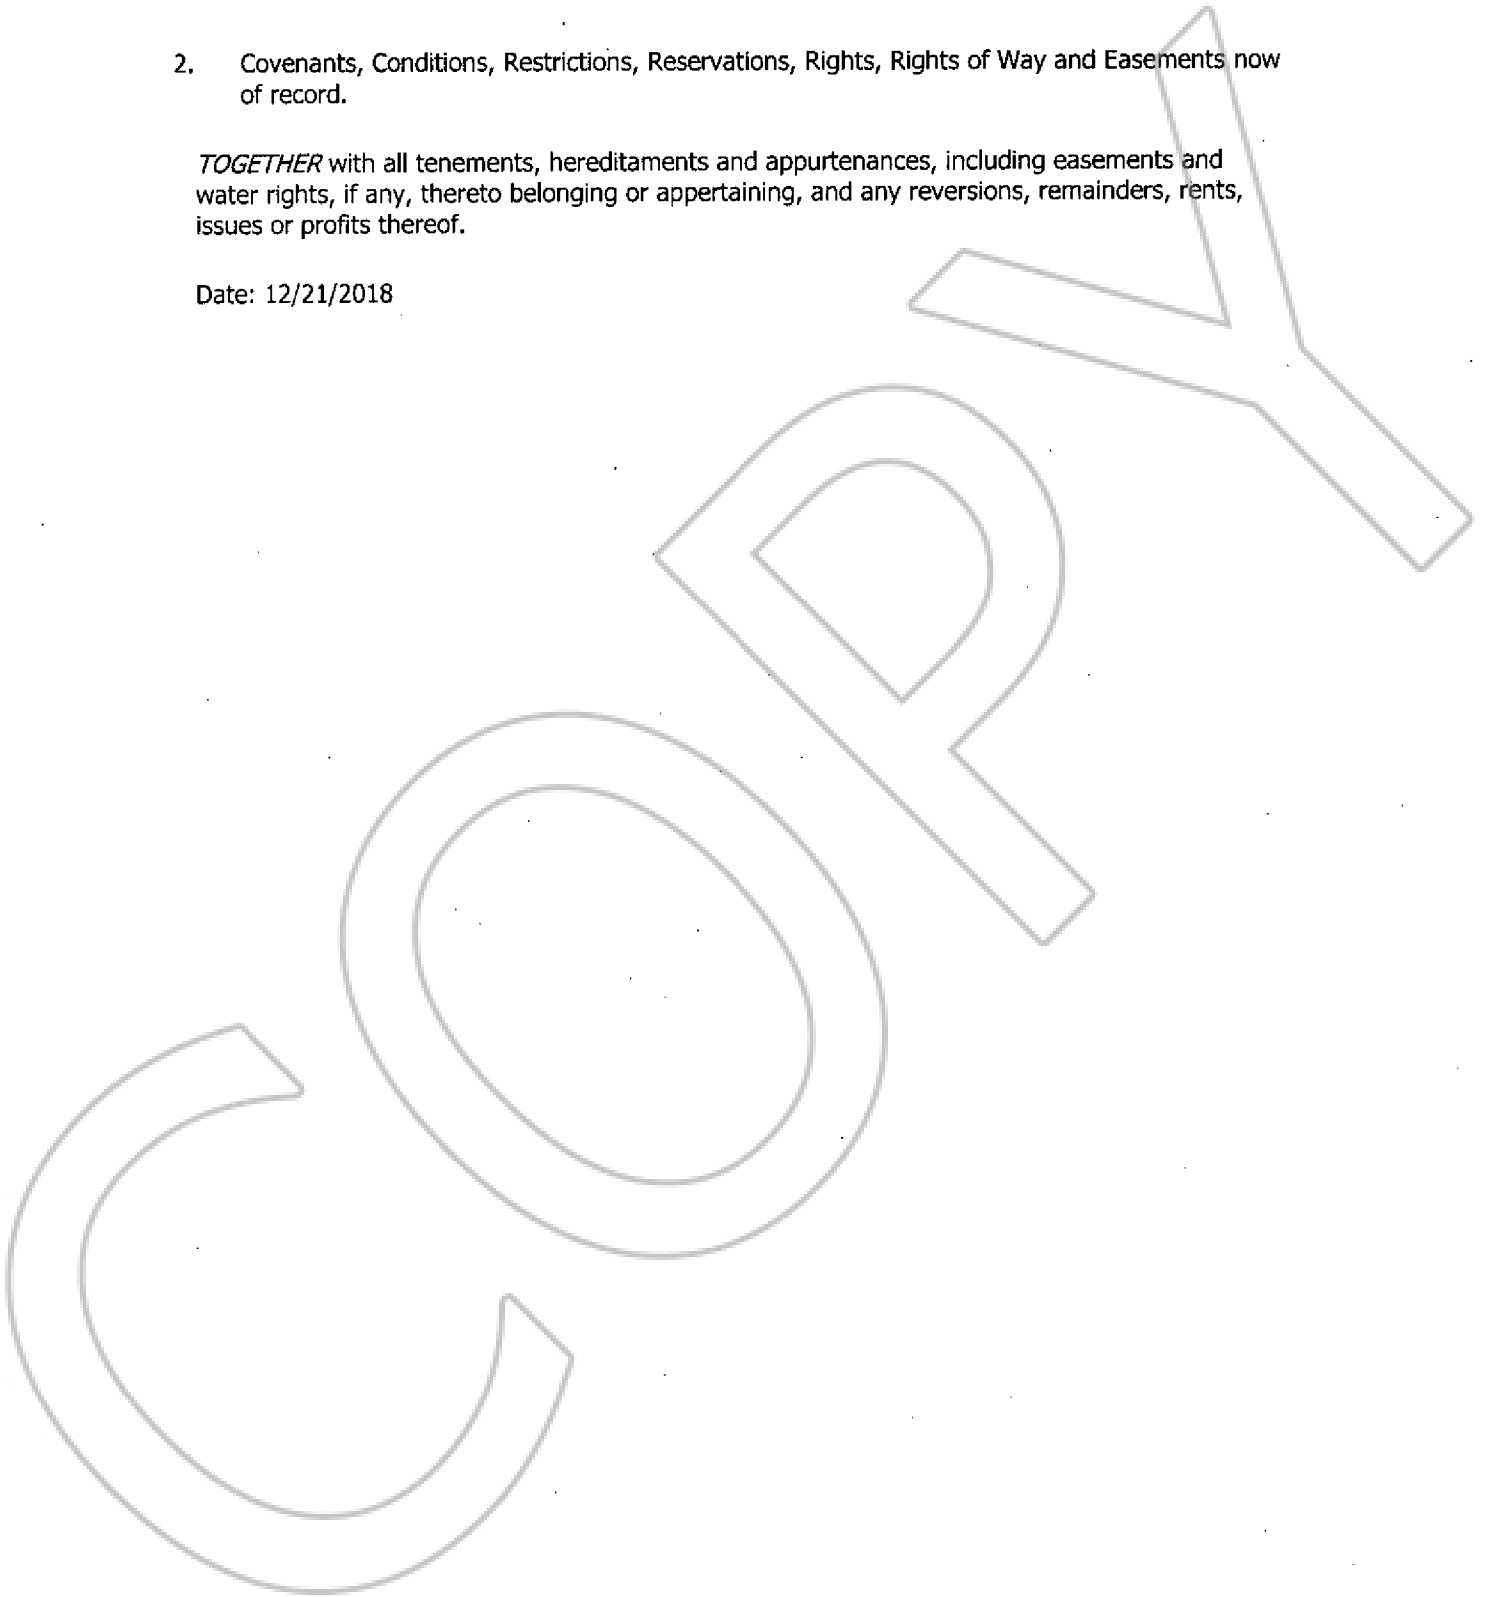 2. Covenants, Conditions, Restrictions, Reservations, Rights, Rights of Way and Easements now
of record.
TOGETHER with all tenements, hereditaments and appurtenances, including easements and
water rights, if any, thereto belonging or appertaining, and any reversions, remainders, rents,
issues or profits thereof.
Date: 12/21/2018
COPY